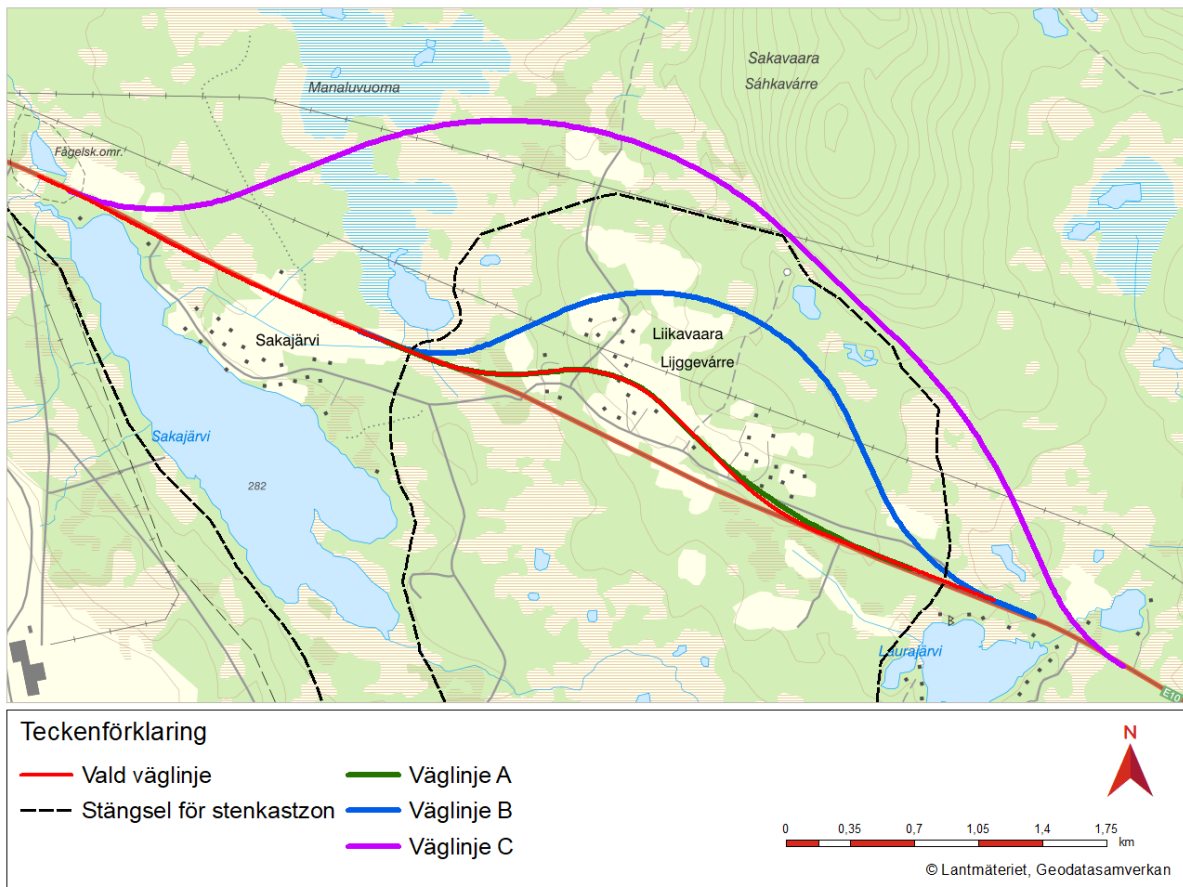 Sakavaara
Sáhkavárre
Manaluvuoma
Fågelsk.omr.
Sakajärvi
Liikavaara
Lijggevárre
Sakajärvi
282
Laurajärvi
E10
Teckenförklaring
Vald väglinje
Stängsel för stenkastzon
Väglinje A
Väglinje B
Väglinje C
N
0 0,35 0,7 1,05 1,4 1,75
km
© Lantmäteriet, Geodatasamverkan